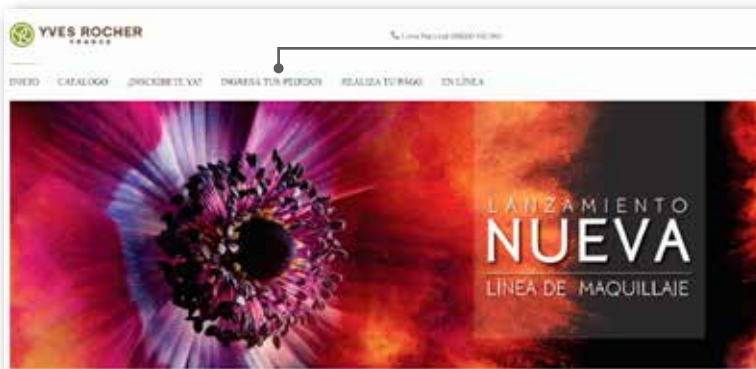 YVES ROCHER
FRANCE
INICIO CATALOGO ¡INSCRÍBETE YA! INGRESA TUS PEDIDOS REALIZA TU PAGO EN LÍNEA
LANZAMIENTO
NUEVA
LÍNEA DE MAQUILLAJE